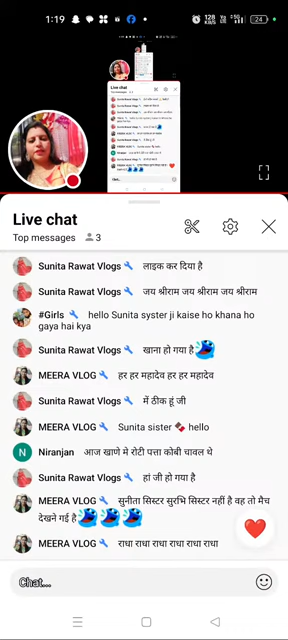 1:19
128
KB/S
24
Live chat
Top messages 3
Sunita Rawat Vlogs लाइक कर दिया है
Sunita Rawat Vlogs जय श्रीराम जय श्रीराम जय श्रीराम
#Girls hello Sunita syster ji kaise ho khana ho
gaya hai kya
Sunita Rawat Vlogs खाना हो गया है
MEERA VLOG हर हर महादेव हर हर महादेव
Sunita Rawat Vlogs में ठीक हूं जी
MEERA VLOG Sunita sister hello
N Niranjan आज खाणे मे रोटी पत्ता कोबी चावल थे
Sunita Rawat Vlogs हां जी हो गया है
MEERA VLOG सुनीता सिस्टर सुरभि सिस्टर नहीं है वह तो मैच
देखने गई है
MEERA VLOG राधा राधा राधा राधा राधा राधा
Chat...